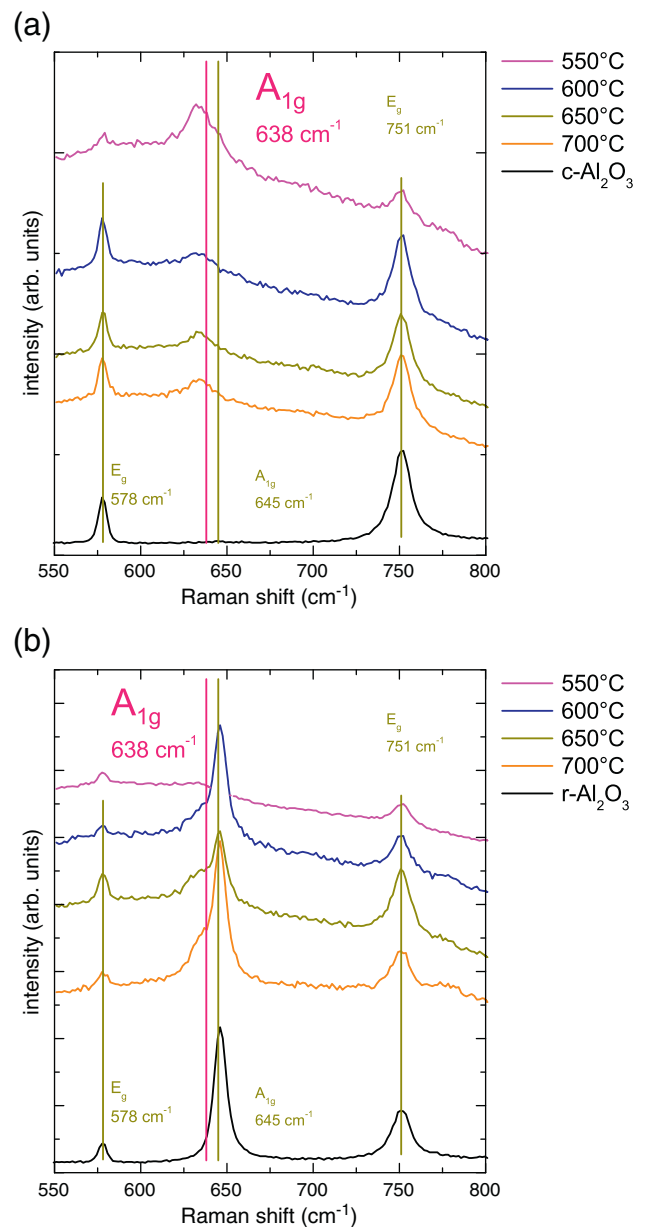 (a)
A1g
638 cm-1
Eg
751 cm-1
550°C
600°C
650°C
700°C
c-Al2O3
intensity (arb. units)
Eg
578 cm-1
A1g
645 cm-1
550 600 650 700 750 800
Raman shift (cm-1)
(b)
A1g
638 cm-1
Eg
751 cm-1
550°C
600°C
650°C
700°C
r-Al2O3
intensity (arb. units)
Eg
578 cm-1
A1g
645 cm-1
550 600 650 700 750 800
Raman shift (cm-1)